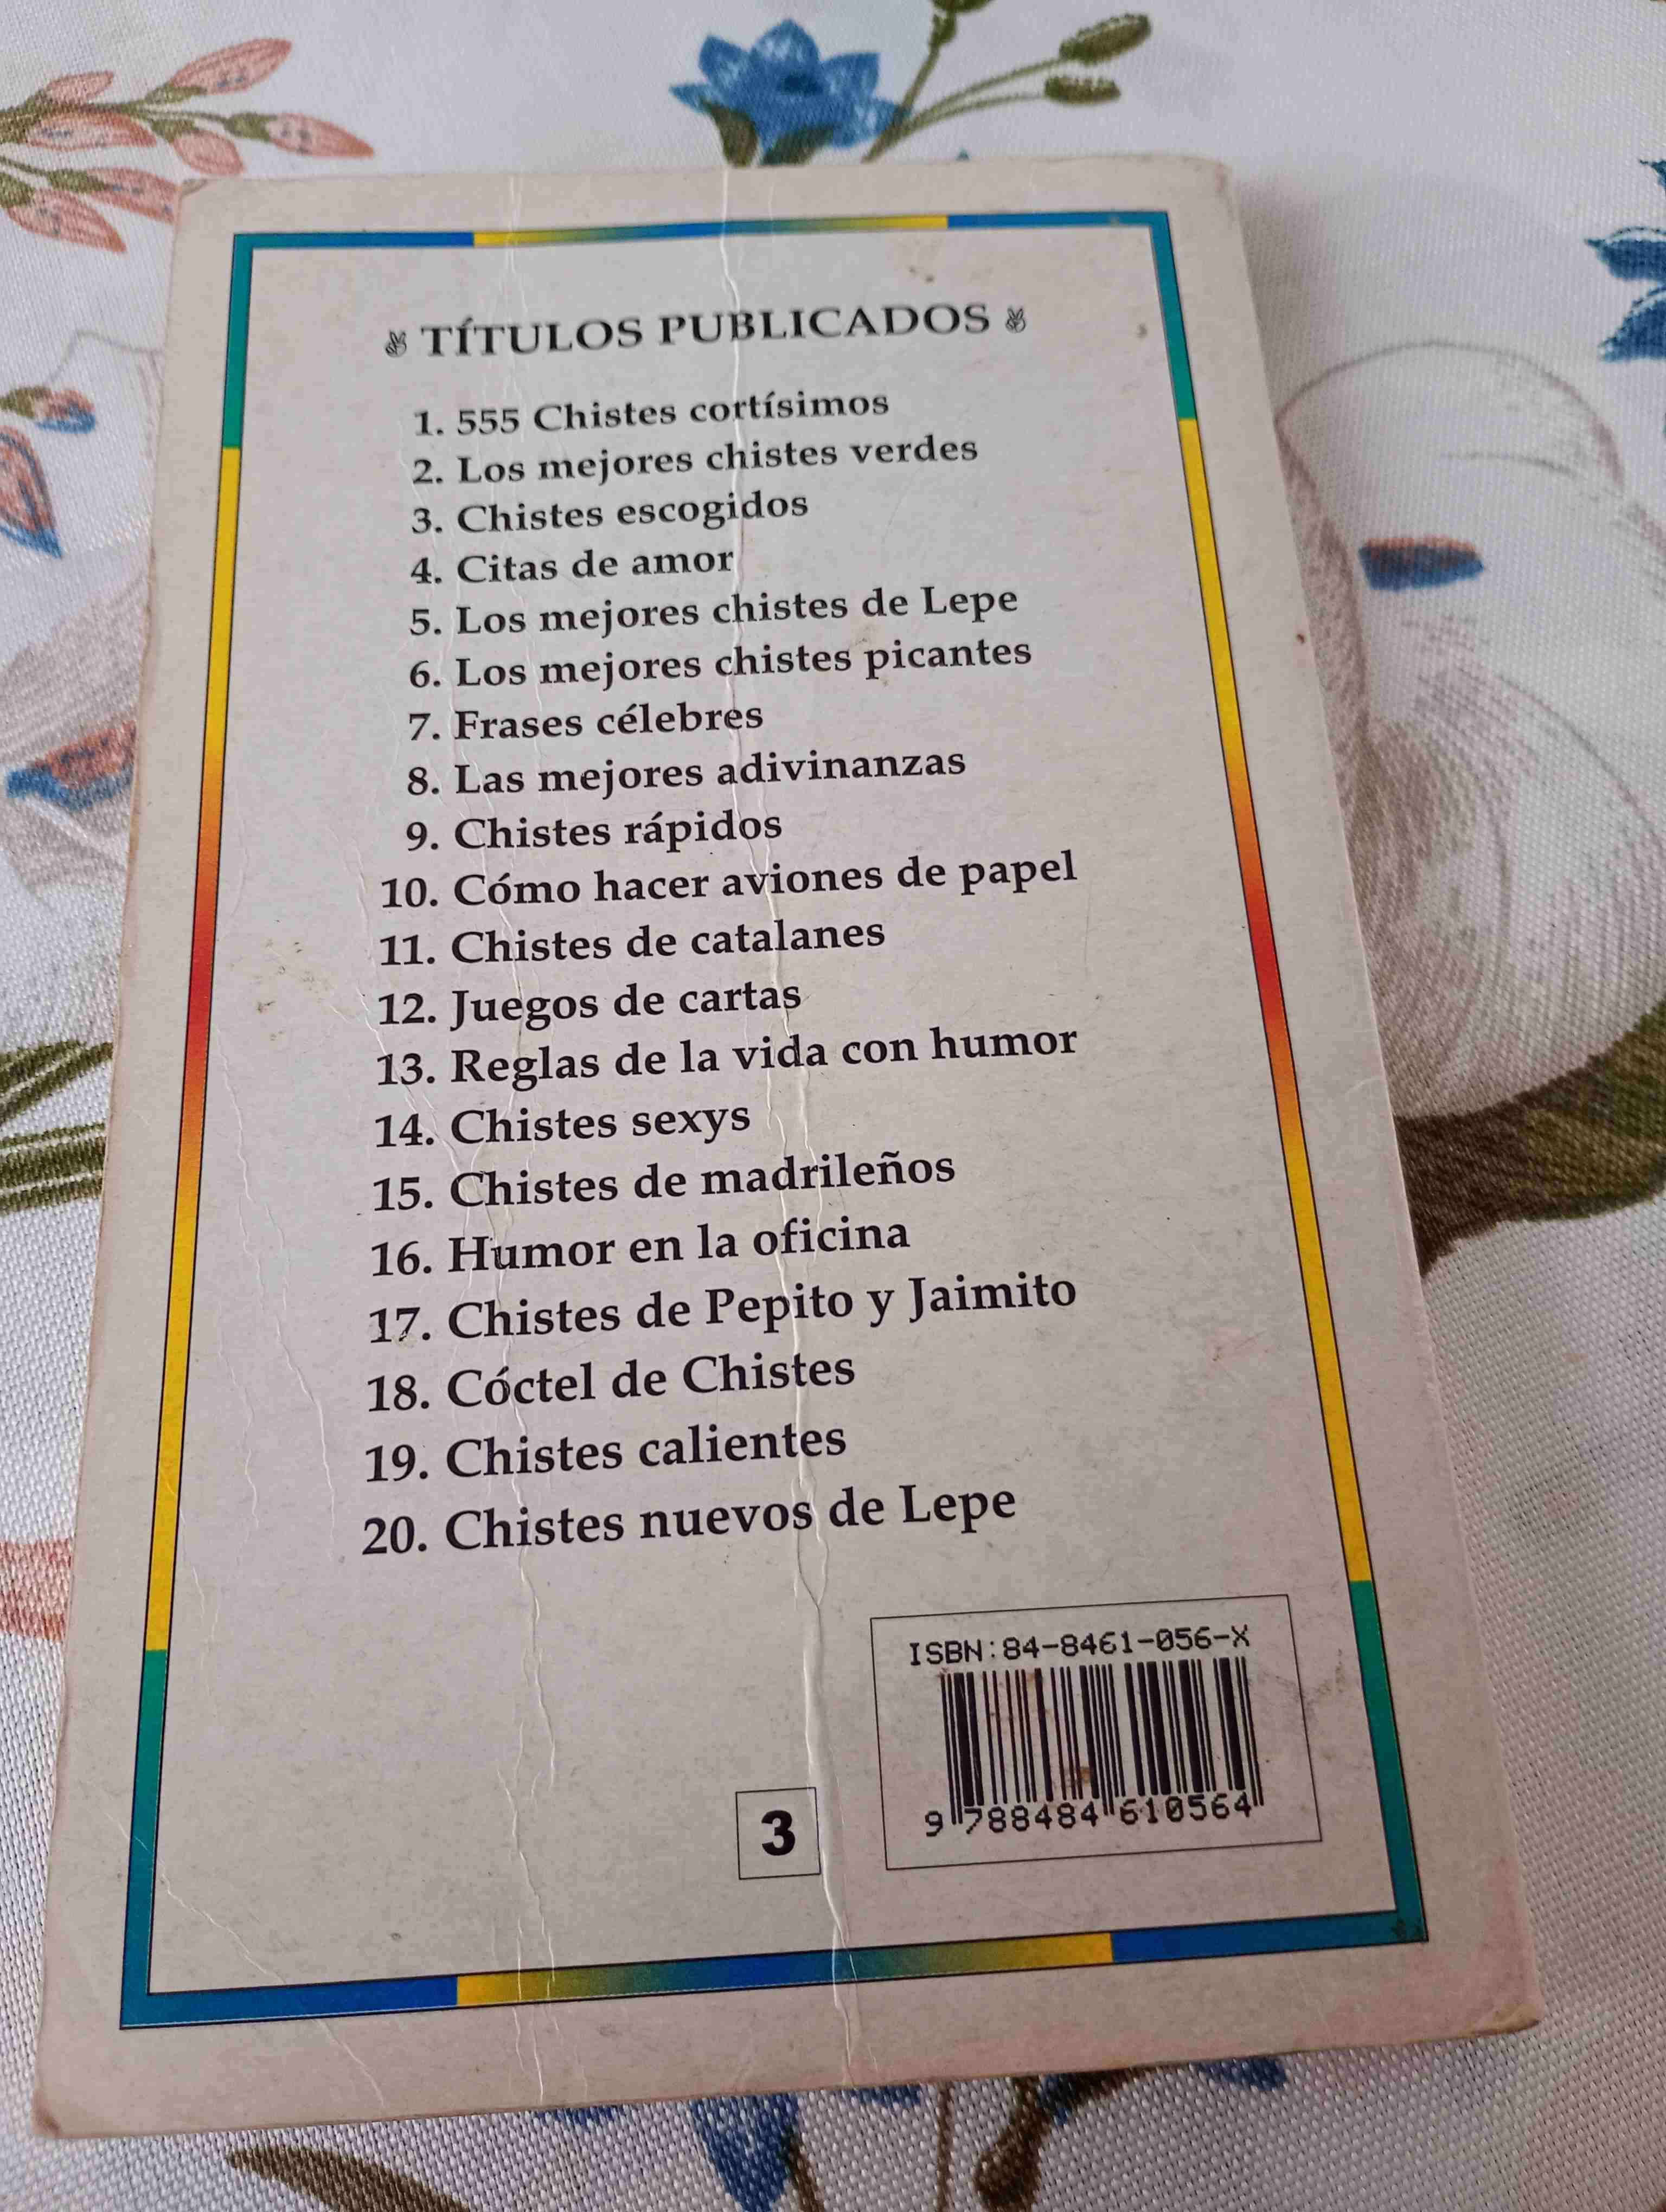 TÍTULOS PUBLICADOS
1. 555 Chistes cortísimos
2. Los mejores chistes verdes
3. Chistes escogidos
4. Citas de amor
5. Los mejores chistes de Lepe
6. Los mejores chistes picantes
7. Frases célebres
8. Las mejores adivinanzas
9. Chistes rápidos
10. Cómo hacer aviones de papel
11. Chistes de catalanes
12. Juegos de cartas
13. Reglas de la vida con humor
14. Chistes sexys
15. Chistes de madrileños
16. Humor en la oficina
17. Chistes de Pepito y Jaimito
18. Cóctel de Chistes
19. Chistes calientes
20. Chistes nuevos de Lepe
ISBN:84-8461-056-X
9 788484 610564
3